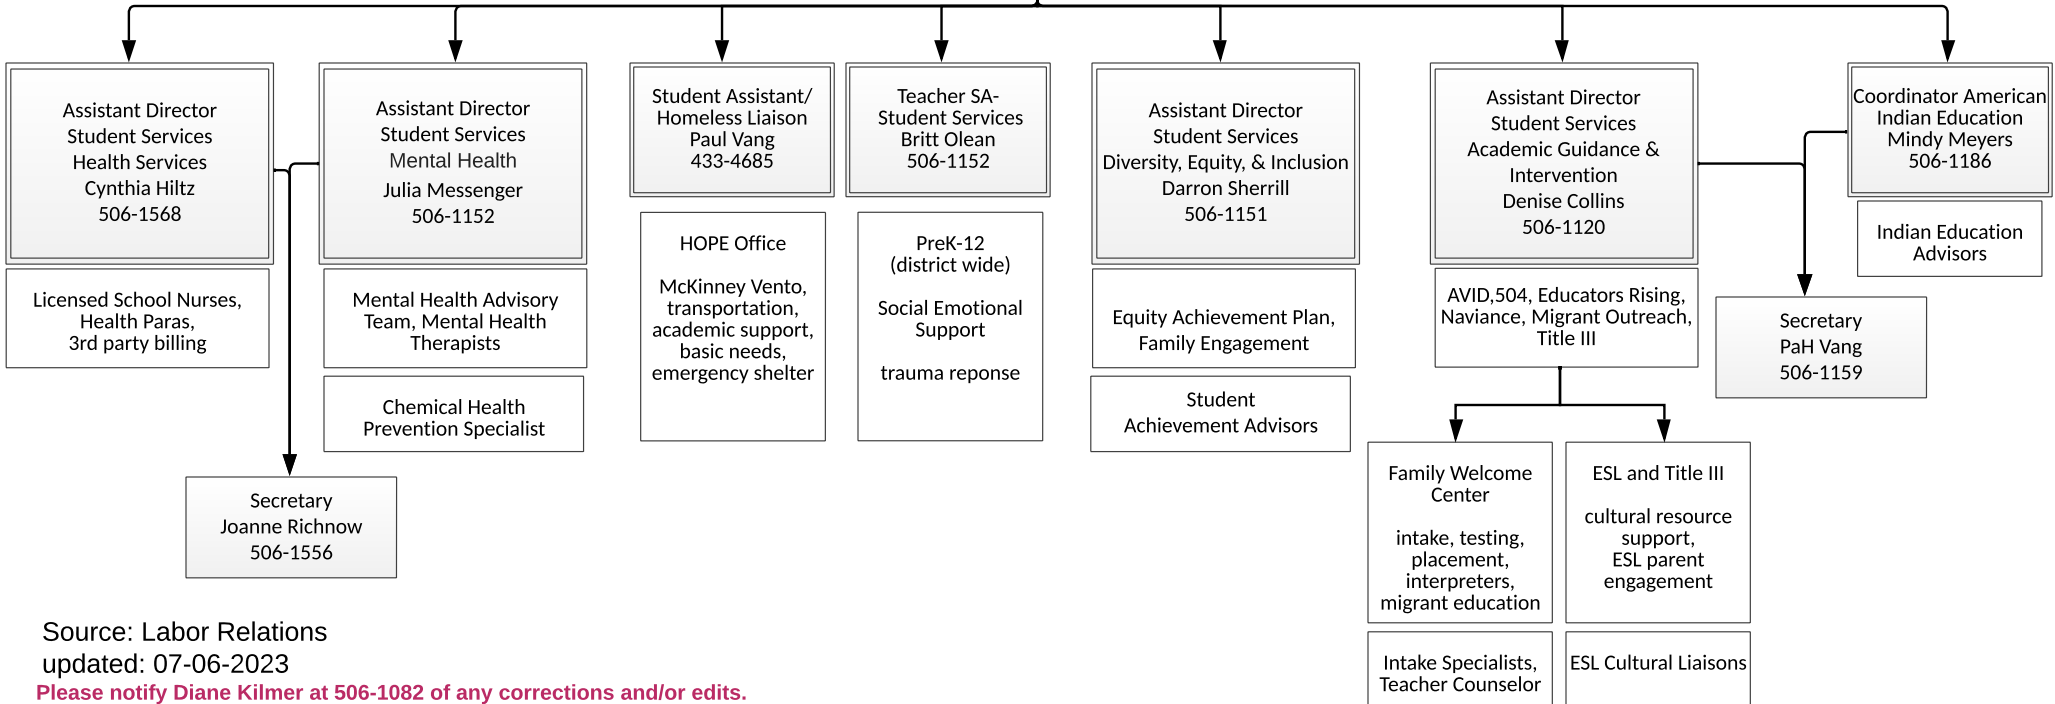 Assistant Director
Student Services
Health Services
Cynthia Hiltz
506-1568
Licensed School Nurses,
Health Paras,
3rd party billing
Assistant Director
Student Services
Mental Health
Julia Messenger
506-1152
Mental Health Advisory
Team, Mental Health
Therapists
Chemical Health
Prevention Specialist
Secretary
Joanne Richnow
506-1556
Student Assistant/
Homeless Liaison
Paul Vang
433-4685
HOPE Office
McKinney Vento,
transportation,
academic support,
basic needs,
emergency shelter
Teacher SA-
Student Services
Britt Olean
506-1152
PreK-12
(district wide)
Social Emotional
Support
trauma reponse
Assistant Director
Student Services
Diversity, Equity, & Inclusion
Darron Sherrill
506-1151
Equity Achievement Plan,
Family Engagement
Student
Achievement Advisors
Assistant Director
Student Services
Academic Guidance &
Intervention
Denise Collins
506-1120
AVID,504, Educators Rising,
Naviance, Migrant Outreach,
Title III
Coordinator American
Indian Education
Mindy Meyers
506-1186
Indian Education
Advisors
Secretary
PaH Vang
506-1159
Family Welcome
Center
intake, testing,
placement,
interpreters,
migrant education
Intake Specialists,
Teacher Counselor
ESL and Title III
cultural resource
support,
ESL parent
engagement
ESL Cultural Liaisons
Source: Labor Relations
updated: 07-06-2023
Please notify Diane Kilmer at 506-1082 of any corrections and/or edits.